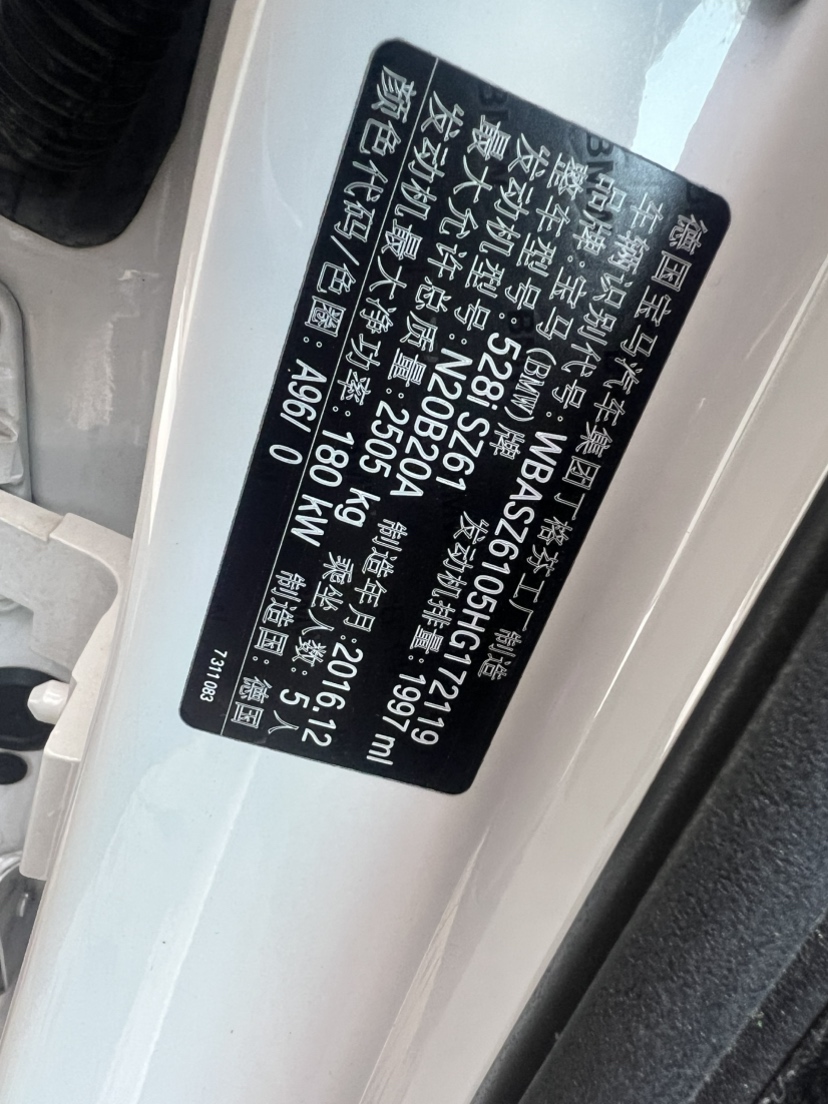 德国宝马汽车集团丁格芬工厂制造
车辆识别代号: WBASZ6105HG172119
品牌: 宝马(BMW)牌
整车型号: 528i SZ61 发动机排量: 1997 ml
发动机型号: N20B20A
最大允许总质量: 2505 kg 制造年月: 2016.12
发动机最大净功率: 180 kW 乘坐人数: 5 人
颜色代码/色圈: A96/ 0 制造国: 德国
7 311 083